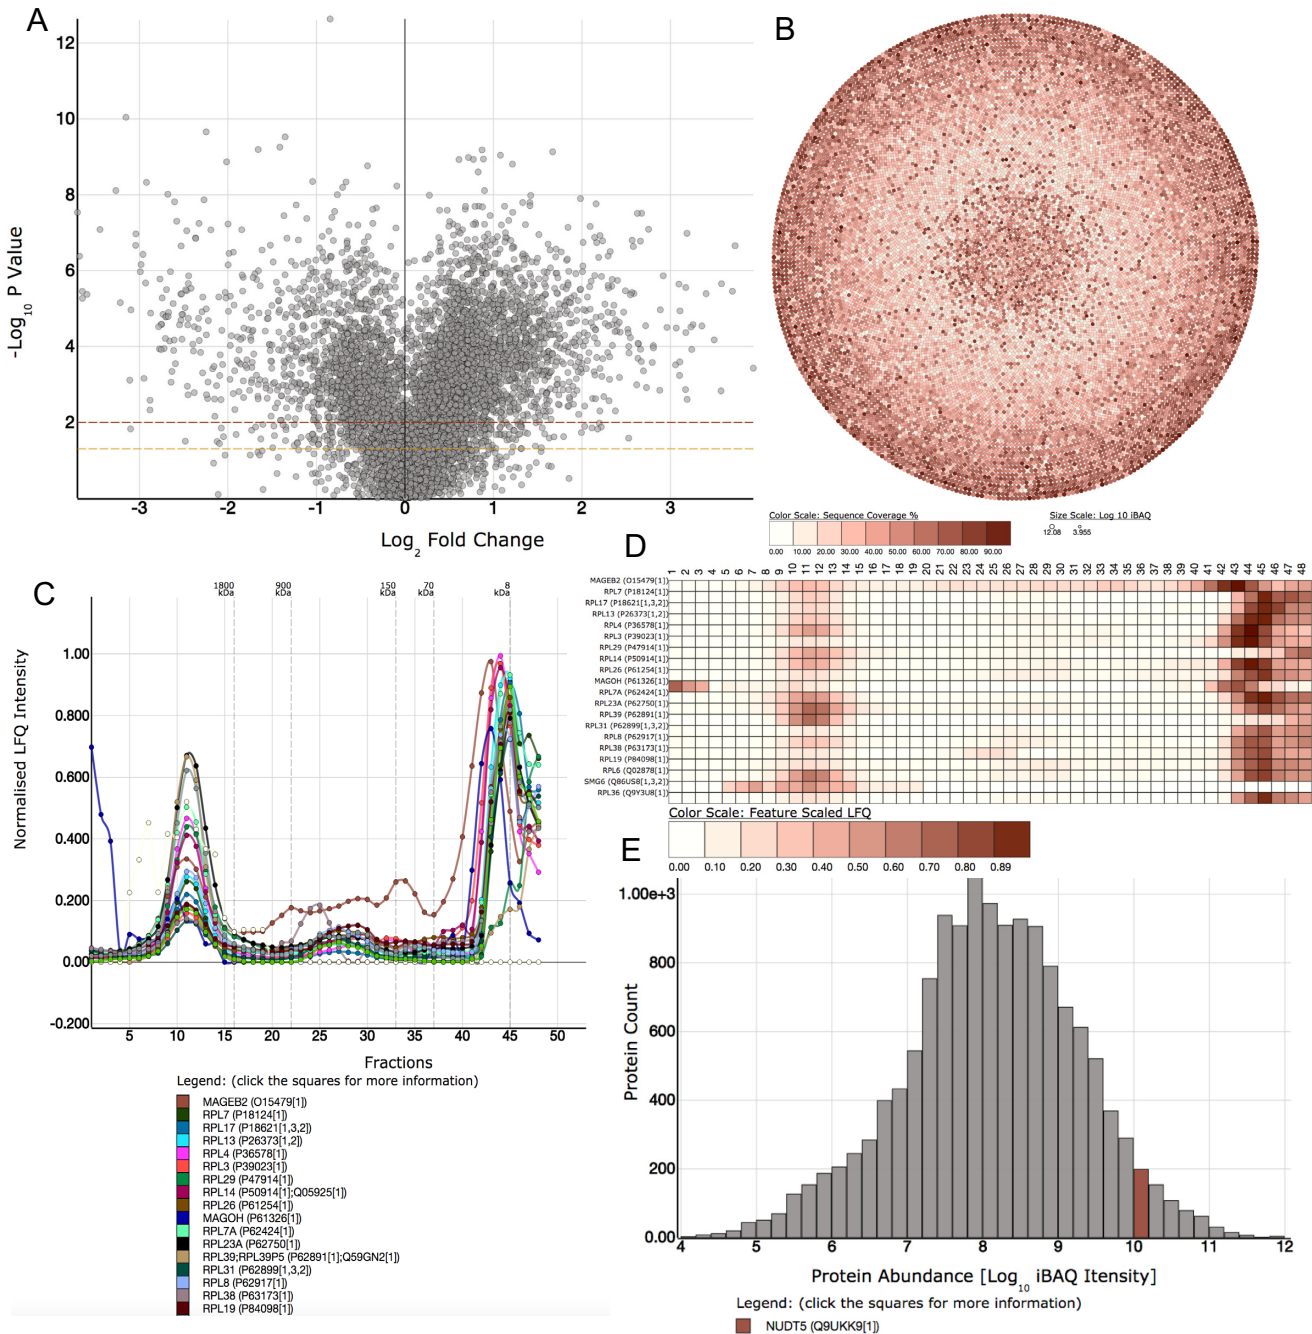 A
12
10
8
6
4
2
-Log10 P Value
-3
-2
-1
0
1
2
3
Log2 Fold Change
B
Color Scale: Sequence Coverage %
0.00 10.00 20.00 30.00 40.00 50.00 60.00 70.00 80.00 90.00
Size Scale: Log 10 iBAQ
12.08 3.955
C
1800 kDa
900 kDa
150 kDa
70 kDa
8 kDa
1.00
0.800
0.600
0.400
0.200
0.00
-0.200
Normalised LFQ Intensity
5 10 15 20 25 30 35 40 45 50
Fractions
Legend: (click the squares for more information)
MAGEB2 (O15479[1])
RPL7 (P18124[1])
RPL17 (P18621[1,3,2])
RPL13 (P26373[1,2])
RPL4 (P36578[1])
RPL3 (P39023[1])
RPL29 (P47914[1])
RPL14 (P50914[1];Q05925[1])
RPL26 (P61254[1])
MAGOH (P61326[1])
RPL7A (P62424[1])
RPL23A (P62750[1])
RPL39;RPL39P5 (P62891[1];Q59GN2[1])
RPL31 (P62899[1,3,2])
RPL8 (P62917[1])
RPL38 (P63173[1])
RPL19 (P84098[1])
D
1 2 3 4 5 6 7 8 9 10 11 12 13 14 15 16 17 18 19 20 21 22 23 24 25 26 27 28 29 30 31 32 33 34 35 36 37 38 39 40 41 42 43 44 45 46 47 48
MAGEB2 (O15479[1])
RPL7 (P18124[1])
RPL17 (P18621[1,3,2])
RPL13 (P26373[1,2])
RPL4 (P36578[1])
RPL3 (P39023[1])
RPL29 (P47914[1])
RPL14 (P50914[1])
RPL26 (P61254[1])
MAGOH (P61326[1])
RPL7A (P62424[1])
RPL23A (P62750[1])
RPL39 (P62891[1])
RPL31 (P62899[1,3,2])
RPL8 (P62917[1])
RPL38 (P63173[1])
RPL19 (P84098[1])
RPL6 (Q02878[1])
SMG6 (Q86US8[1,3,2])
RPL36 (Q9Y3U8[1])
Color Scale: Feature Scaled LFQ
0.00 0.10 0.20 0.30 0.40 0.50 0.60 0.70 0.80 0.89
E
1.00e+3
800
600
400
200
0.00
Protein Count
4 5 6 7 8 9 10 11 12
Protein Abundance [Log10 iBAQ Itensity]
Legend: (click the squares for more information)
NUDT5 (Q9UKK9[1])